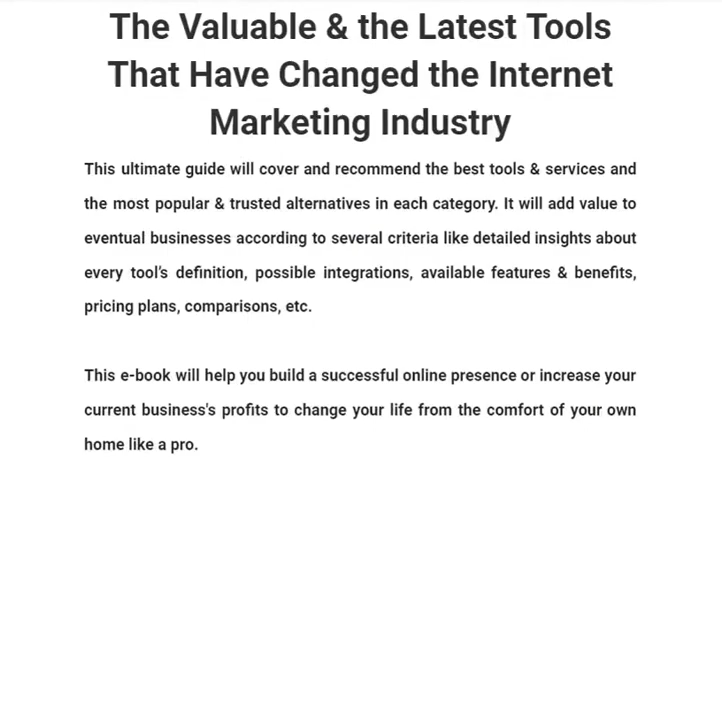 The Valuable & the Latest Tools
That Have Changed the Internet
Marketing Industry
This ultimate guide will cover and recommend the best tools & services and
the most popular & trusted alternatives in each category. It will add value to
eventual businesses according to several criteria like detailed insights about
every tool's definition, possible integrations, available features & benefits,
pricing plans, comparisons, etc.
This e-book will help you build a successful online presence or increase your
current business's profits to change your life from the comfort of your own
home like a pro.